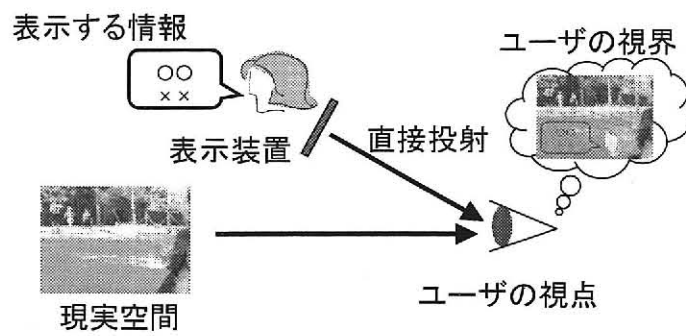 表示する情報
○○
××
ユーザの視界
表示装置
直接投射
現実空間
ユーザの視点